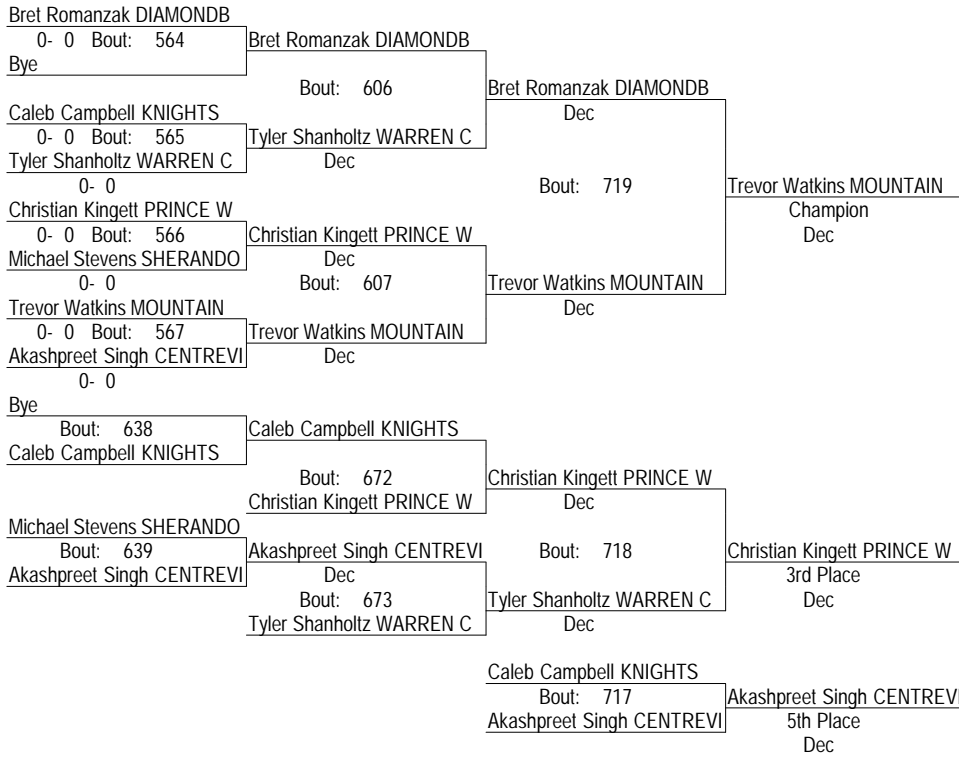 Bret Romanzak DIAMONDB
0- 0 Bout: 564 Bret Romanzak DIAMONDB
Bye
Bout: 606 Bret Romanzak DIAMONDB
Caleb Campbell KNIGHTS Dec
0- 0 Bout: 565 Tyler Shanholtz WARREN C
Tyler Shanholtz WARREN C Dec
0- 0 Bout: 719 Trevor Watkins MOUNTAIN
Christian Kingett PRINCE W Champion
0- 0 Bout: 566 Christian Kingett PRINCE W Dec
Michael Stevens SHERANDO Dec
0- 0 Bout: 607 Trevor Watkins MOUNTAIN
Trevor Watkins MOUNTAIN Dec
0- 0 Bout: 567 Trevor Watkins MOUNTAIN
Akashpreet Singh CENTREVI Dec
0- 0
Bye
Bout: 638 Caleb Campbell KNIGHTS
Caleb Campbell KNIGHTS
Bout: 672 Christian Kingett PRINCE W
Christian Kingett PRINCE W Dec
Michael Stevens SHERANDO
Bout: 639 Akashpreet Singh CENTREVI Bout: 718 Christian Kingett PRINCE W
Akashpreet Singh CENTREVI Dec 3rd Place
Bout: 673 Tyler Shanholtz WARREN C Dec
Tyler Shanholtz WARREN C Dec
Caleb Campbell KNIGHTS
Bout: 717 Akashpreet Singh CENTREVI
Akashpreet Singh CENTREVI 5th Place
Dec